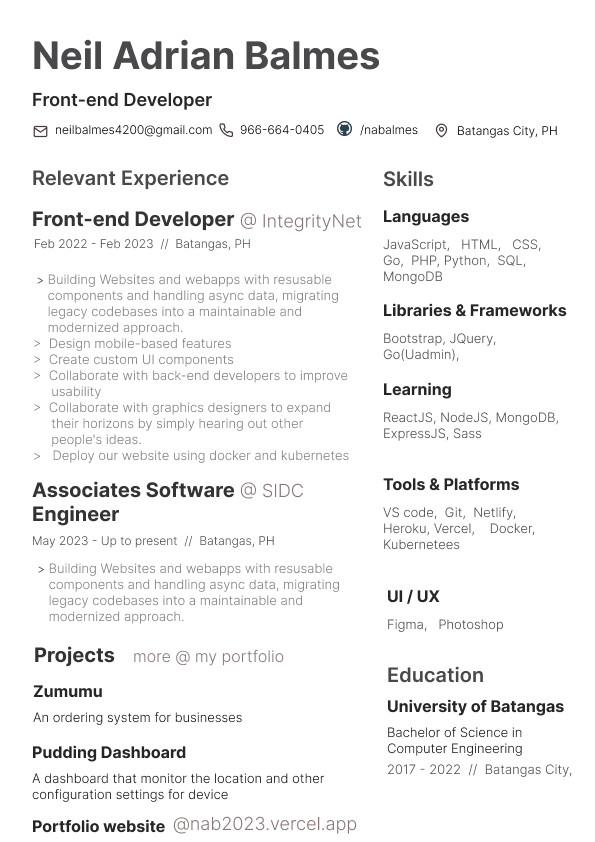 Neil Adrian Balmes
Front-end Developer
neilbalmes4200@gmail.com 966-664-0405 /nabalmes Batangas City, PH
Relevant Experience
Front-end Developer @ IntegrityNet
Feb 2022 - Feb 2023 // Batangas, PH
> Building Websites and webapps with resusable
components and handling async data, migrating
legacy codebases into a maintainable and
modernized approach.
> Design mobile-based features
> Create custom UI components
> Collaborate with back-end developers to improve
usability
> Collaborate with graphics designers to expand
their horizons by simply hearing out other
people's ideas.
> Deploy our website using docker and kubernetes
Associates Software @ SIDC
Engineer
May 2023 - Up to present // Batangas, PH
> Building Websites and webapps with resusable
components and handling async data, migrating
legacy codebases into a maintainable and
modernized approach.
Projects more @ my portfolio
Zumumu
An ordering system for businesses
Pudding Dashboard
A dashboard that monitor the location and other
configuration settings for device
Portfolio website @nab2023.vercel.app
Skills
Languages
JavaScript, HTML, CSS,
Go, PHP, Python, SQL,
MongoDB
Libraries & Frameworks
Bootstrap, JQuery,
Go(Uadmin),
Learning
ReactJS, NodeJS, MongoDB,
ExpressJS, Sass
Tools & Platforms
VS code, Git, Netlify,
Heroku, Vercel, Docker,
Kubernetees
UI / UX
Figma, Photoshop
Education
University of Batangas
Bachelor of Science in
Computer Engineering
2017 - 2022 // Batangas City,